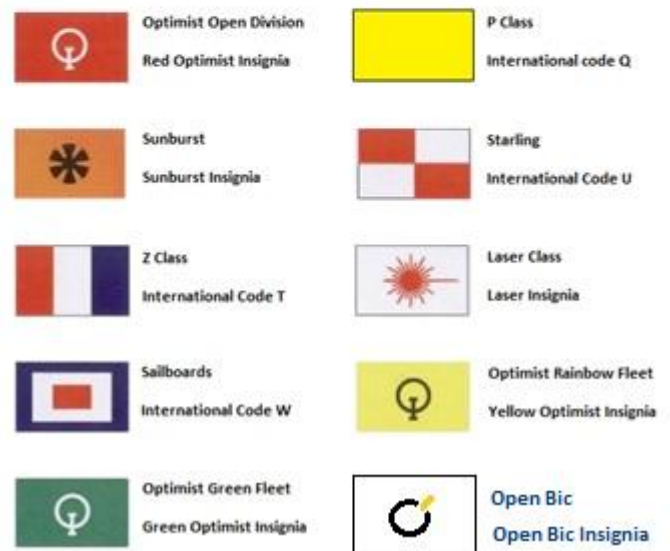 Optimist Open Division
Red Optimist Insignia
P Class
International code Q
Sunburst
Sunburst Insignia
Starling
International Code U
Z Class
International Code T
Laser Class
Laser Insignia
Sailboards
International Code W
Optimist Rainbow Fleet
Yellow Optimist Insignia
Optimist Green Fleet
Green Optimist Insignia
Open Bic
Open Bic Insignia